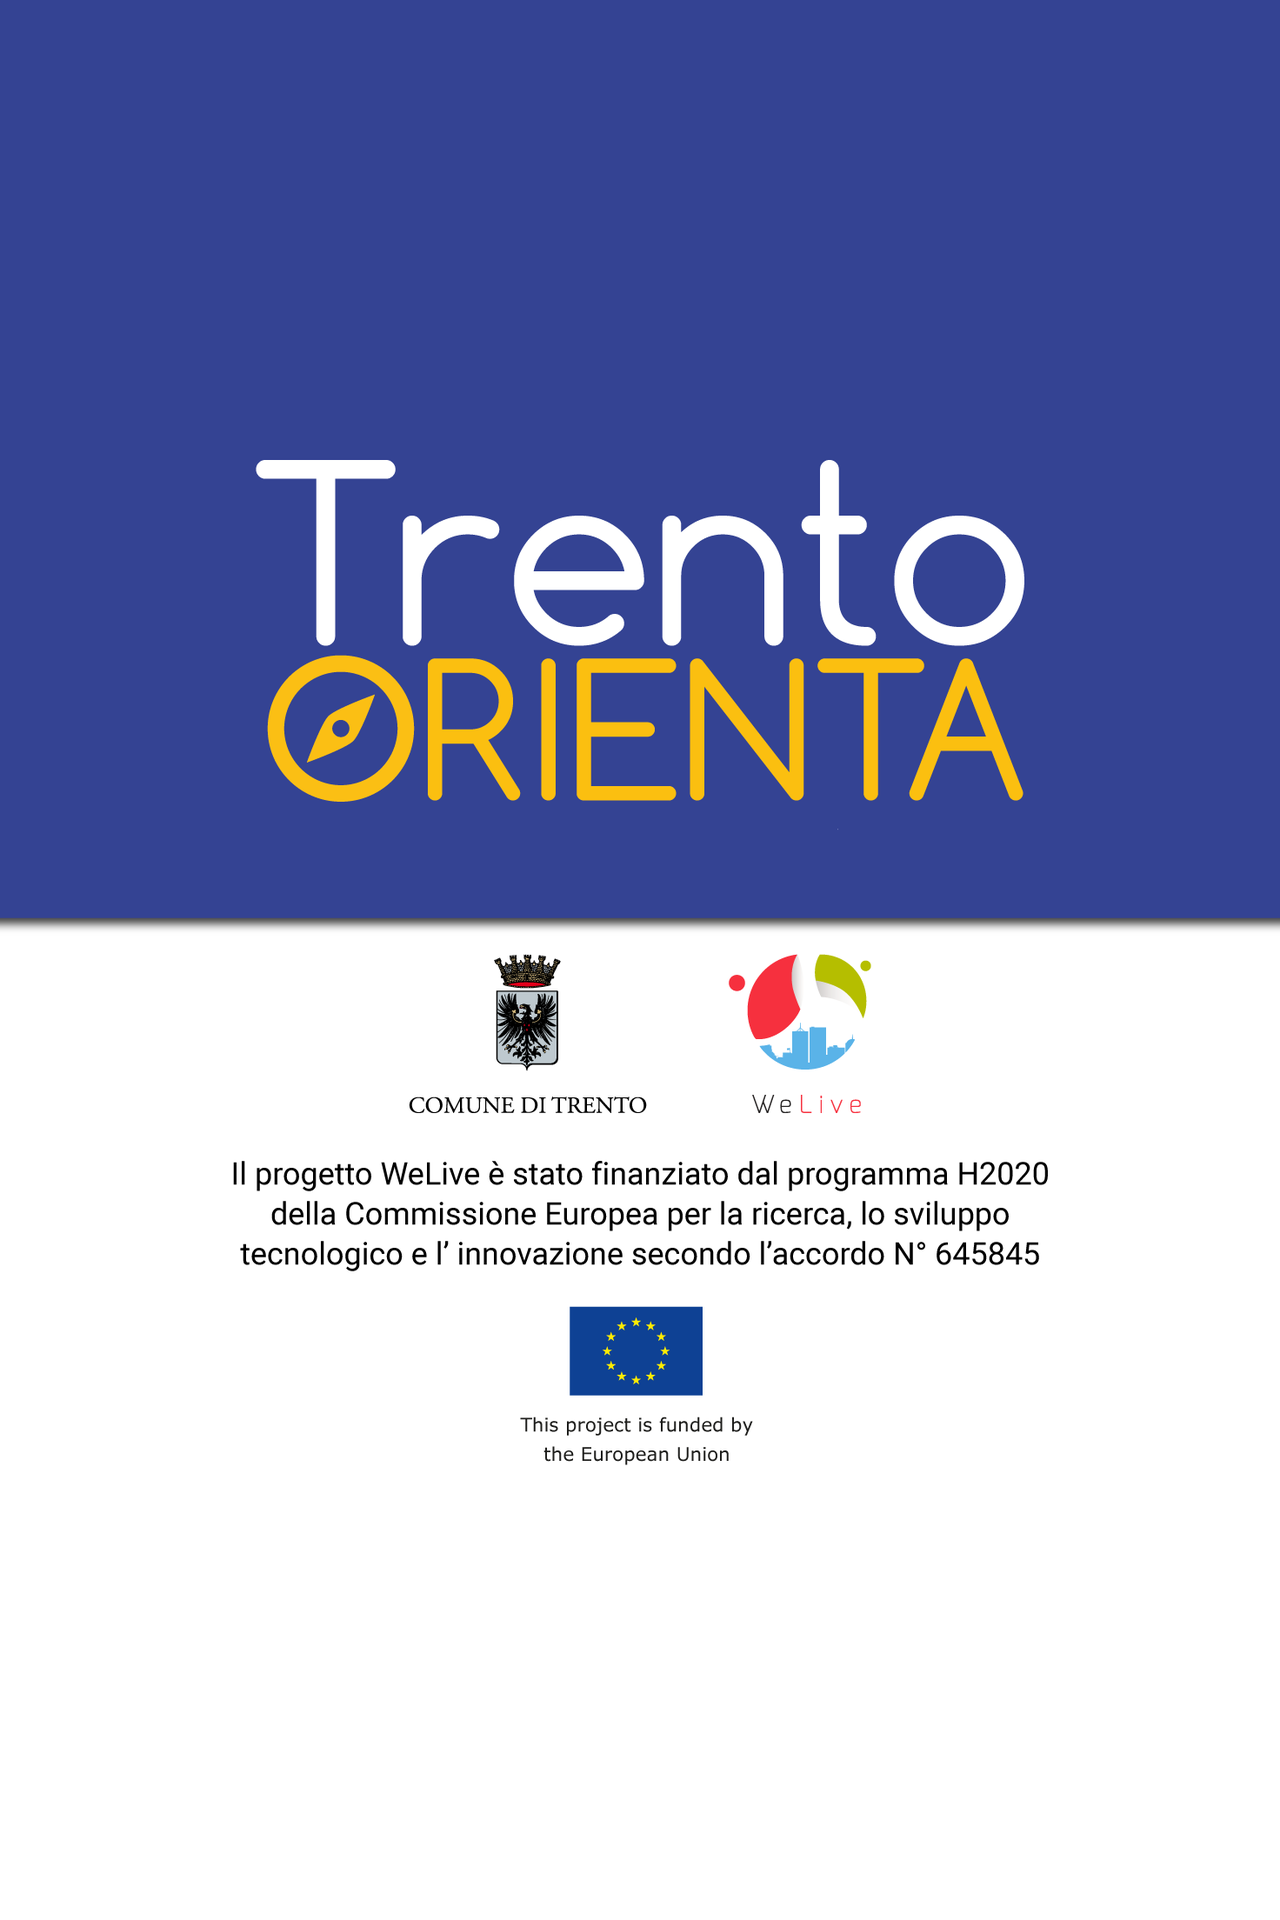 Trento
ORIENTA
COMUNE DI TRENTO
WeLive
Il progetto WeLive è stato finanziato dal programma H2020
della Commissione Europea per la ricerca, lo sviluppo
tecnologico e l’ innovazione secondo l’accordo N° 645845
This project is funded by
the European Union